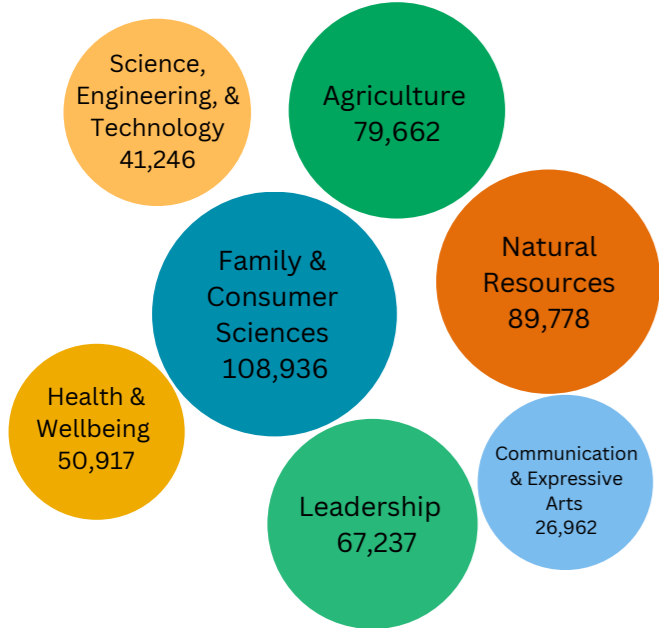 Science,
Engineering, &
Technology
41,246
Agriculture
79,662
Family &
Consumer
Sciences
108,936
Natural
Resources
89,778
Health &
Wellbeing
50,917
Leadership
67,237
Communication
& Expressive
Arts
26,962